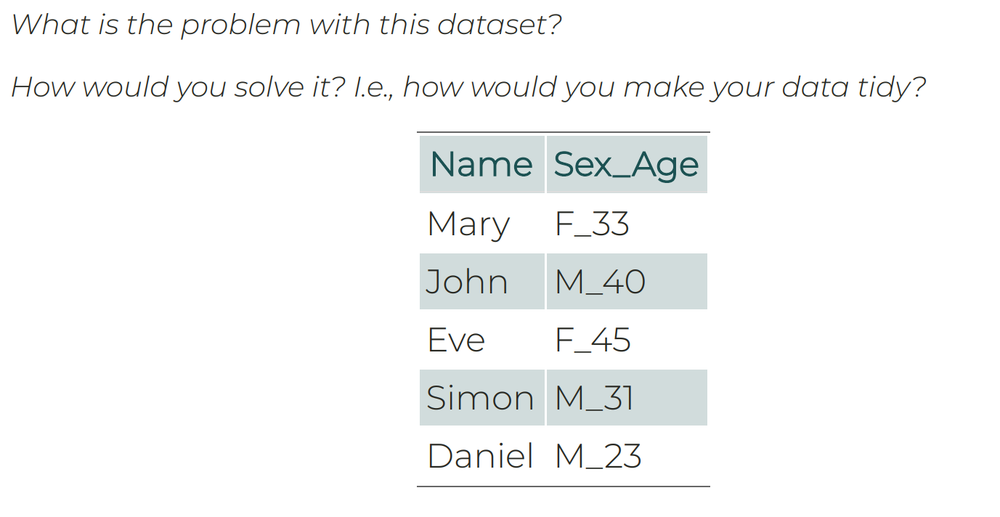 What is the problem with this dataset?
How would you solve it? I.e., how would you make your data tidy?
Name Sex_Age
Mary F_33
John M_40
Eve F_45
Simon M_31
Daniel M_23